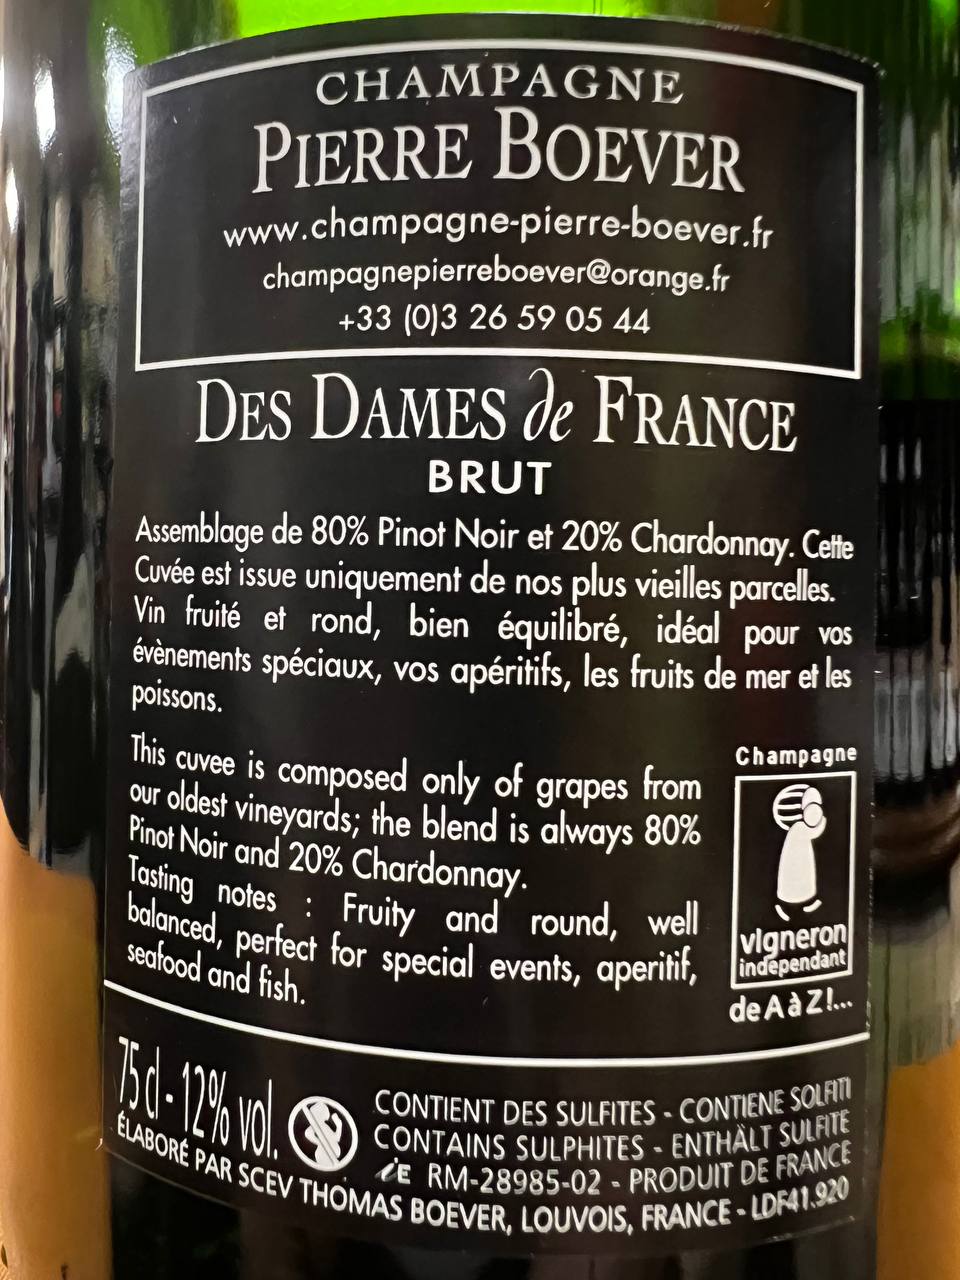 CHAMPAGNE
PIERRE BOEVER
www.champagne-pierre-boever.fr
champagnepierreboever@orange.fr
+33 (0)3 26 59 05 44
DES DAMES de FRANCE
BRUT
Assemblage de 80% Pinot Noir et 20% Chardonnay. Cette
Cuvée est issue uniquement de nos plus vieilles parcelles.
Vin fruité et rond, bien équilibré, idéal pour vos
évènements spéciaux, vos apéritifs, les fruits de mer et les
poissons.
This cuvee is composed only of grapes from
our oldest vineyards; the blend is always 80%
Pinot Noir and 20% Chardonnay.
Tasting notes : Fruity and round, well
balanced, perfect for special events, aperitif,
seafood and fish.
Champagne
vigneron
indépendant
de A à Z!...
75 cl - 12% vol.
CONTIENT DES SULFITES - CONTIENE SOLFITI
CONTAINS SULPHITES - ENTHÄLT SULFITE
iE RM-28985-02 - PRODUIT DE FRANCE
ÉLABORÉ PAR SCEV THOMAS BOEVER, LOUVOIS, FRANCE - LDF41.920